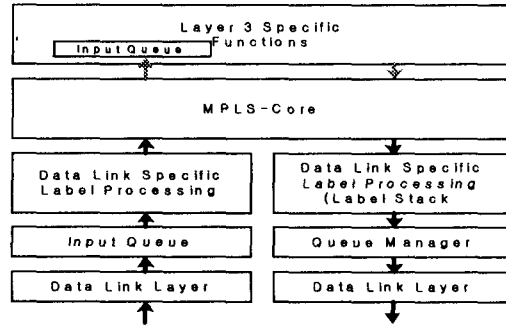 Layer 3 Specific
Functions
Input Queue
MPLS-Core
Data Link Specific
Label Processing
Data Link Specific
Label Processing
(Label Stack
Input Queue
Queue Manager
Data Link Layer
Data Link Layer